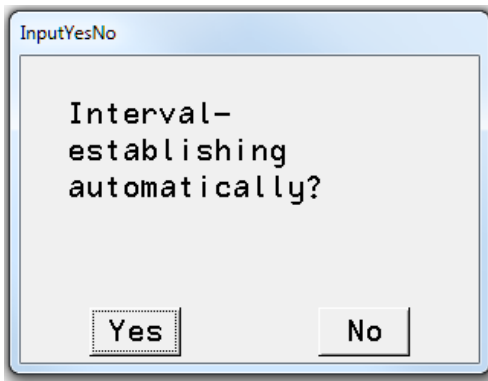 InputYesNo
Interval-
establishing
automatically?
Yes No